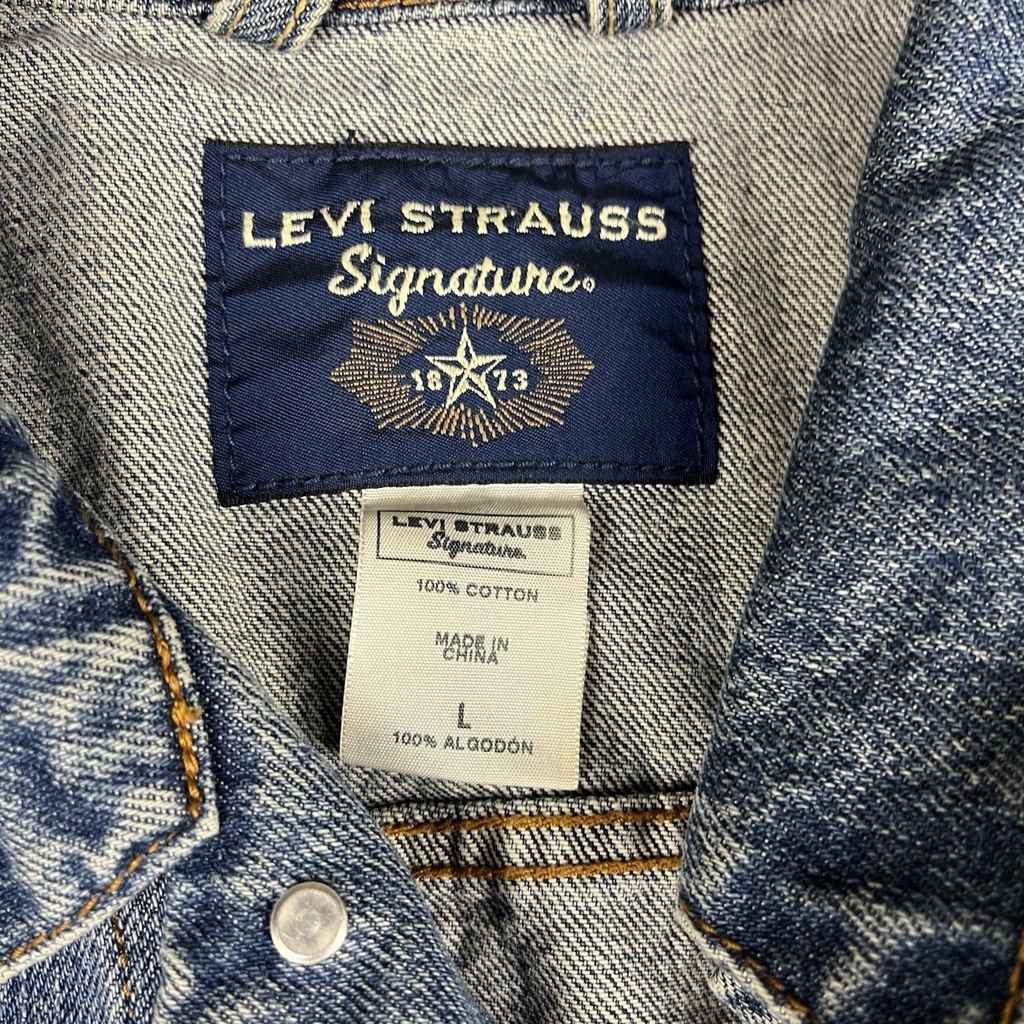 LEVI STRAUSS
Signature®
18 73
LEVI STRAUSS
Signature.
100% COTTON
MADE IN
CHINA
L
100% ALGODÓN